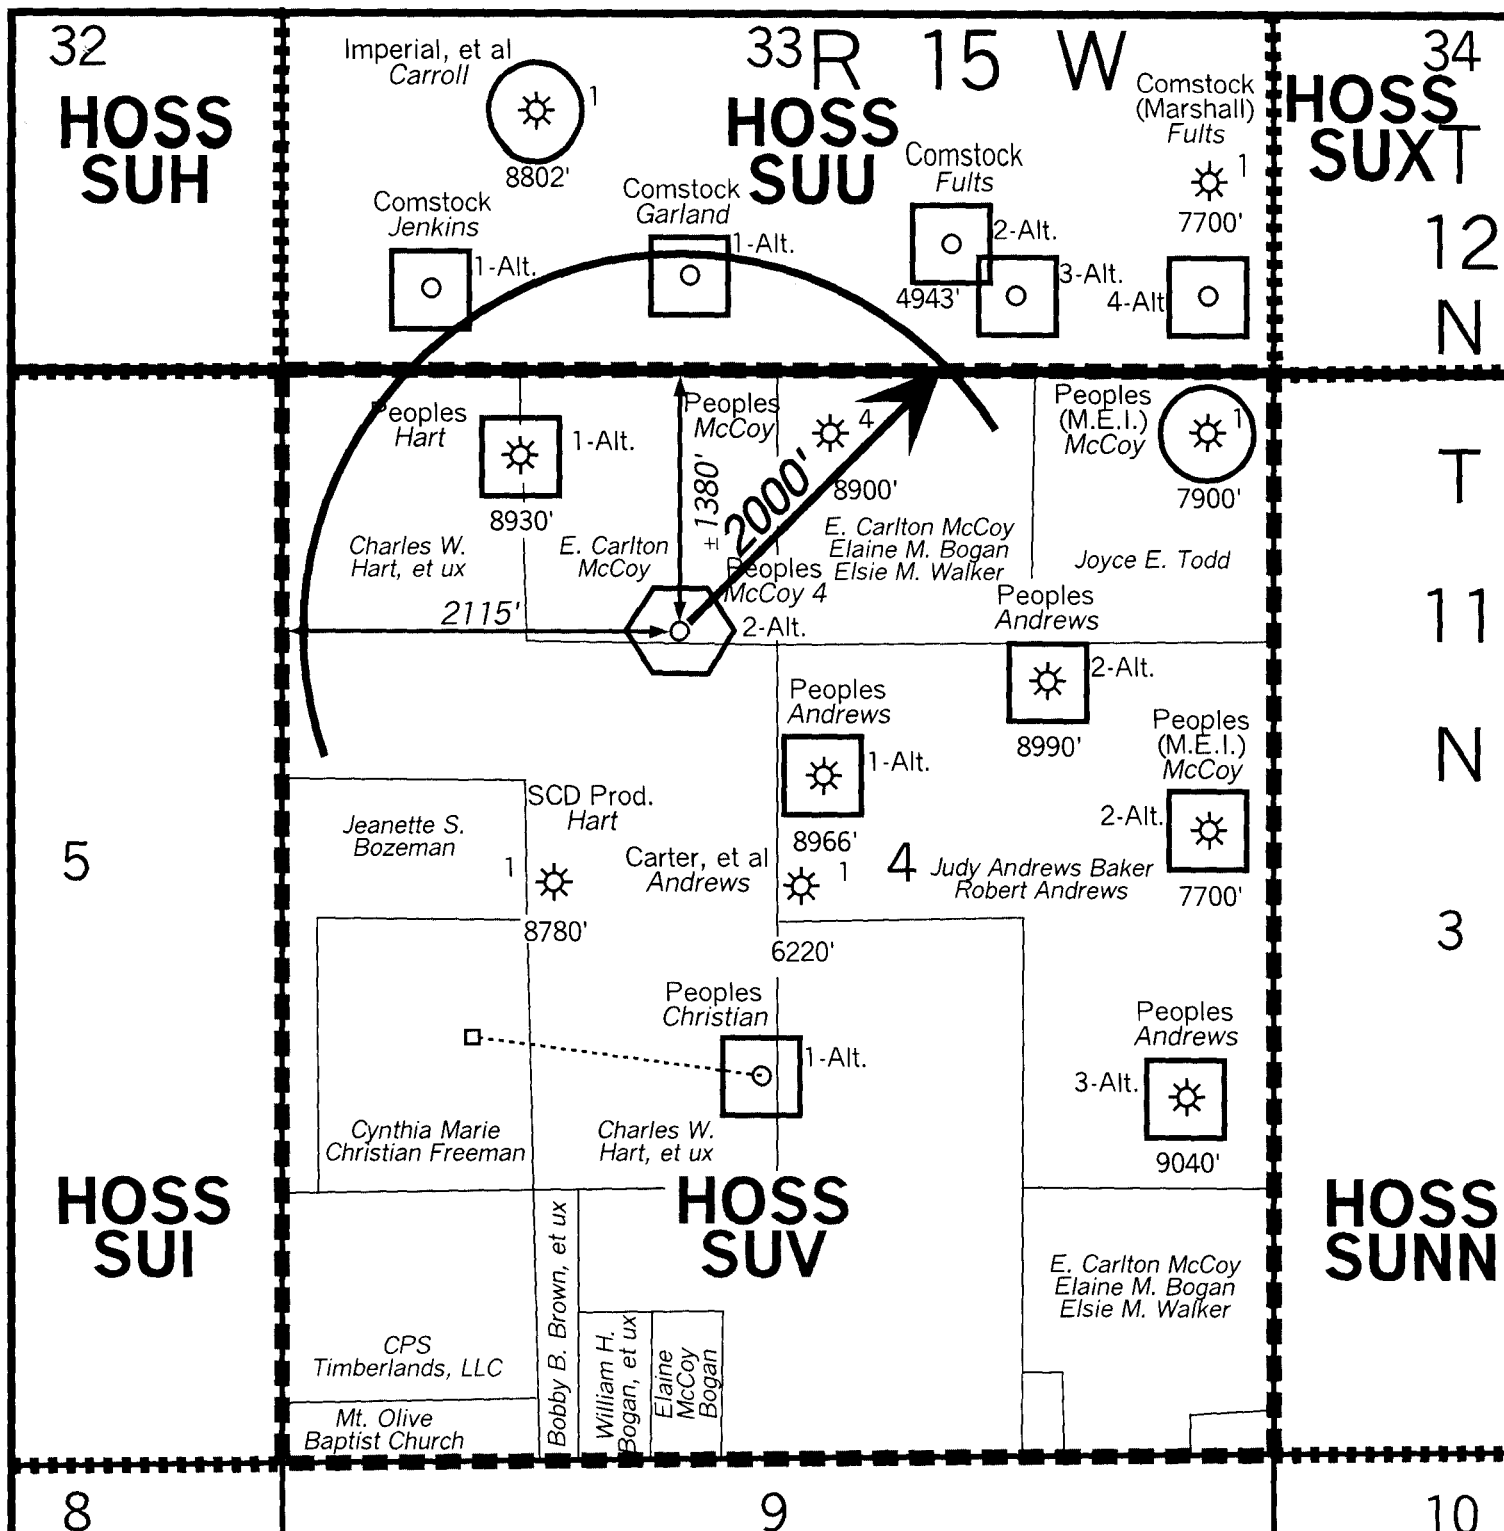 32
HOSS
SUH
Imperial, et al
Carroll
1
8802'
33
R 15 W
HOSS
SUU
Comstock
(Marshall)
Fults
1
7700'
34
HOSS
SUX
T
12
N
Comstock
Jenkins
1-Alt.
Comstock
Garland
1-Alt.
Comstock
Fults
2-Alt.
4943'
3-Alt.
4-Alt.
Peoples
Hart
1-Alt.
8930'
Charles W.
Hart, et ux
E. Carlton
McCoy
Peoples
McCoy
4
8900'
± 1380'
2000'
E. Carlton McCoy
Elaine M. Bogan
Elsie M. Walker
Peoples
(M.E.I.)
McCoy
1
7900'
Joyce E. Todd
T
11
N
2115'
Peoples
McCoy 4
2-Alt.
Peoples
Andrews
2-Alt.
8990'
Peoples
Andrews
1-Alt.
8966'
Peoples
(M.E.I.)
McCoy
2-Alt.
7700'
5
Jeanette S.
Bozeman
SCD Prod.
Hart
1
8780'
Carter, et al
Andrews
1
6220'
4
Judy Andrews Baker
Robert Andrews
3
Peoples
Christian
1-Alt.
Peoples
Andrews
3-Alt.
9040'
Cynthia Marie
Christian Freeman
Charles W.
Hart, et ux
HOSS
SUI
HOSS
SUV
HOSS
SUNN
E. Carlton McCoy
Elaine M. Bogan
Elsie M. Walker
CPS
Timberlands, LLC
Mt. Olive
Baptist Church
Bobby B. Brown, et ux
William H.
Bogan, et ux
Elaine
McCoy
Bogan
8
9
10